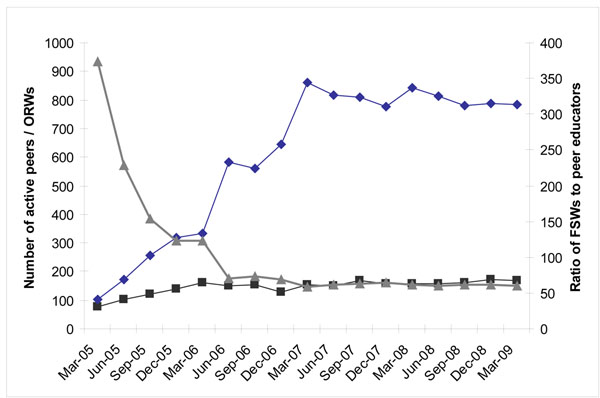 Number of active peers / ORWs
1000
900
800
700
600
500
400
300
200
100
0
400
350
300
250
200
150
100
50
0
Ratio of FSWs to peer educators
Mar-05
Jun-05
Sep-05
Dec-05
Mar-06
Jun-06
Sep-06
Dec-06
Mar-07
Jun-07
Sep-07
Dec-07
Mar-08
Jun-08
Sep-08
Dec-08
Mar-09